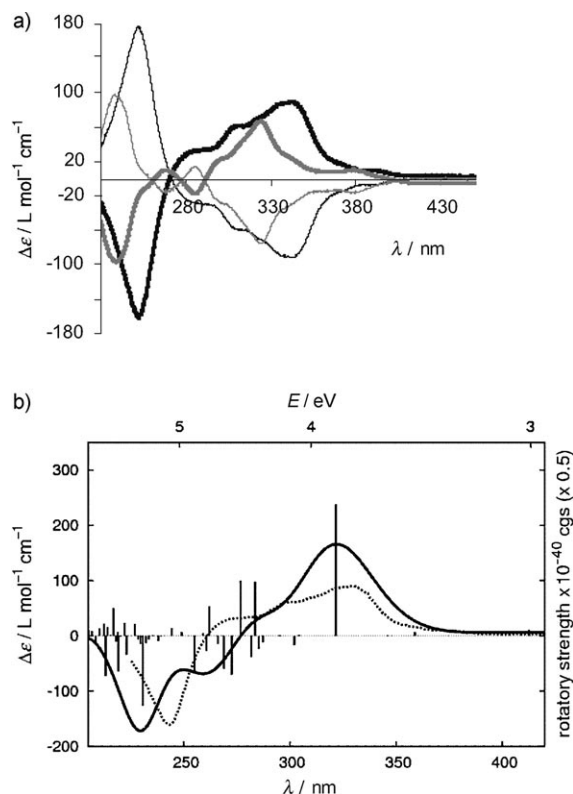 a)
180
100
20
-20
-100
-180
280
330
380
430
Δε / L mol⁻¹ cm⁻¹
λ / nm
b)
E / eV
5
4
3
300
200
100
0
-100
-200
Δε / L mol⁻¹ cm⁻¹
rotatory strength x 10⁻⁴⁰ cgs (x 0.5)
250
300
350
400
λ / nm